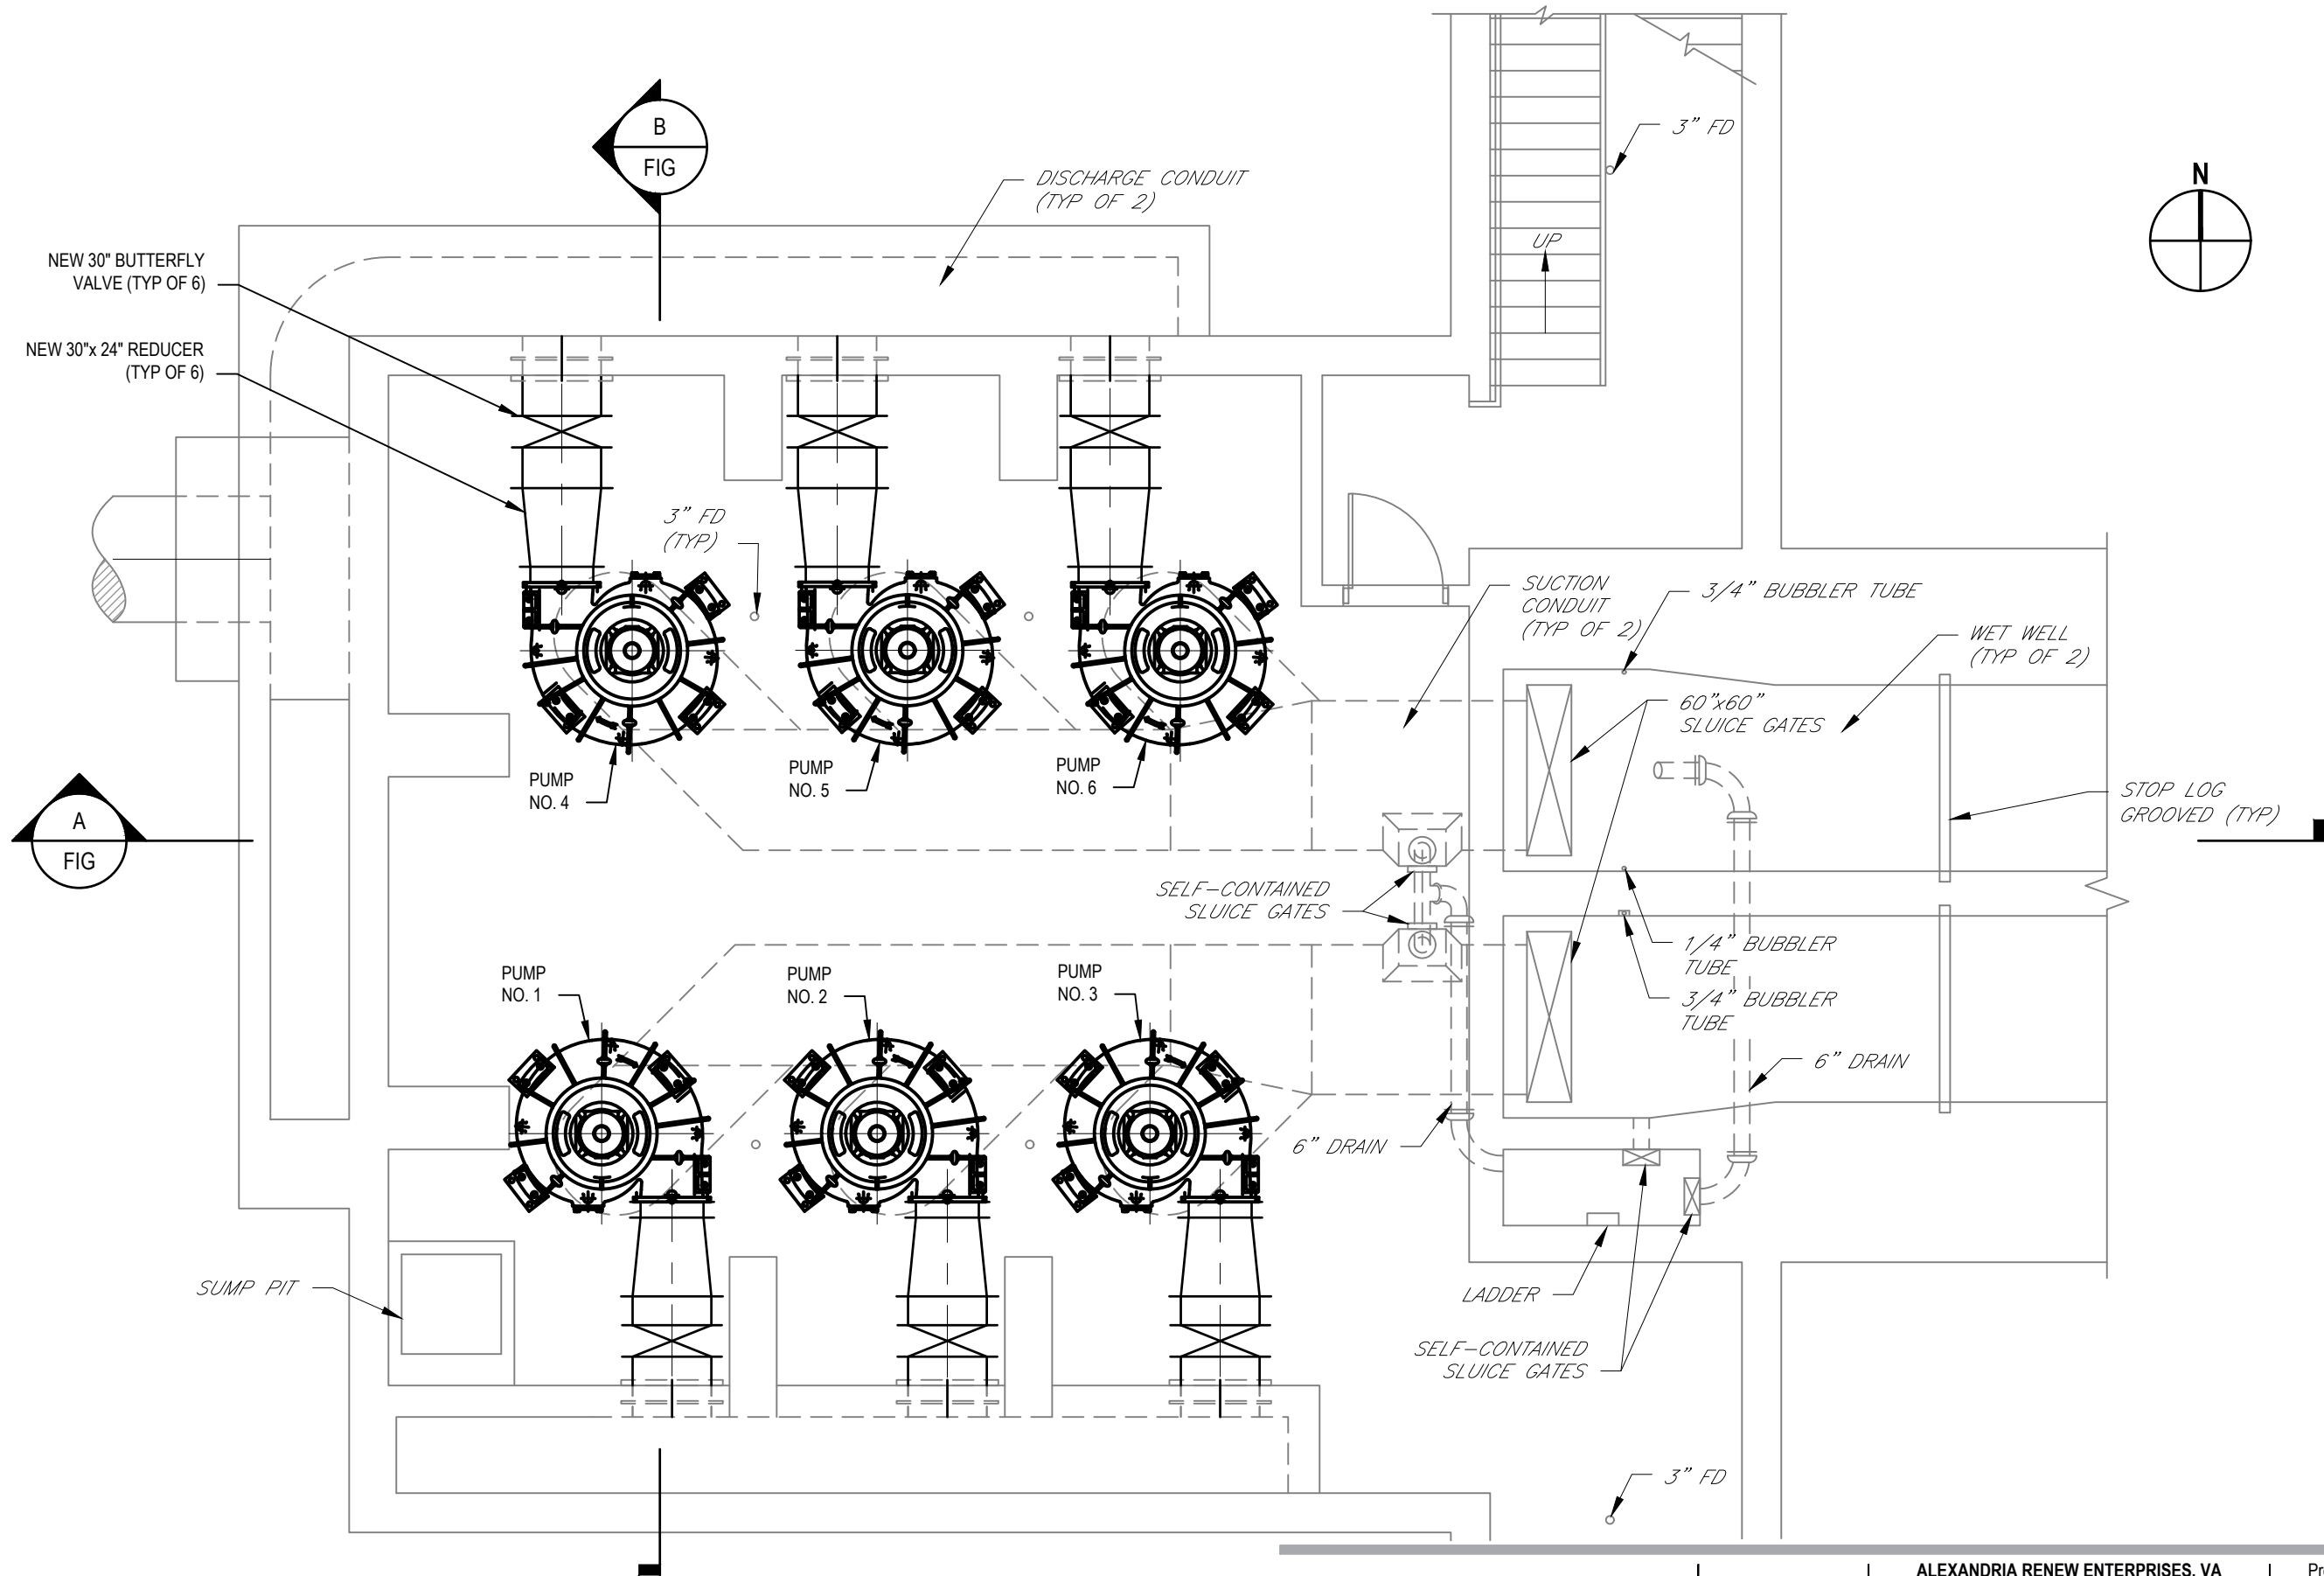 B
FIG
DISCHARGE CONDUIT
(TYP OF 2)
3" FD
N
UP
NEW 30" BUTTERFLY
VALVE (TYP OF 6)
NEW 30"x 24" REDUCER
(TYP OF 6)
3" FD
(TYP)
SUCTION
CONDUIT
(TYP OF 2)
3/4" BUBBLER TUBE
WET WELL
(TYP OF 2)
60"x60"
SLUICE GATES
STOP LOG
GROOVED (TYP)
PUMP
NO. 4
PUMP
NO. 5
PUMP
NO. 6
A
FIG
SELF-CONTAINED
SLUICE GATES
1/4" BUBBLER
TUBE
3/4" BUBBLER
TUBE
PUMP
NO. 1
PUMP
NO. 2
PUMP
NO. 3
6" DRAIN
6" DRAIN
SUMP PIT
LADDER
SELF-CONTAINED
SLUICE GATES
3" FD
ALEXANDRIA RENEW ENTERPRISES, VA